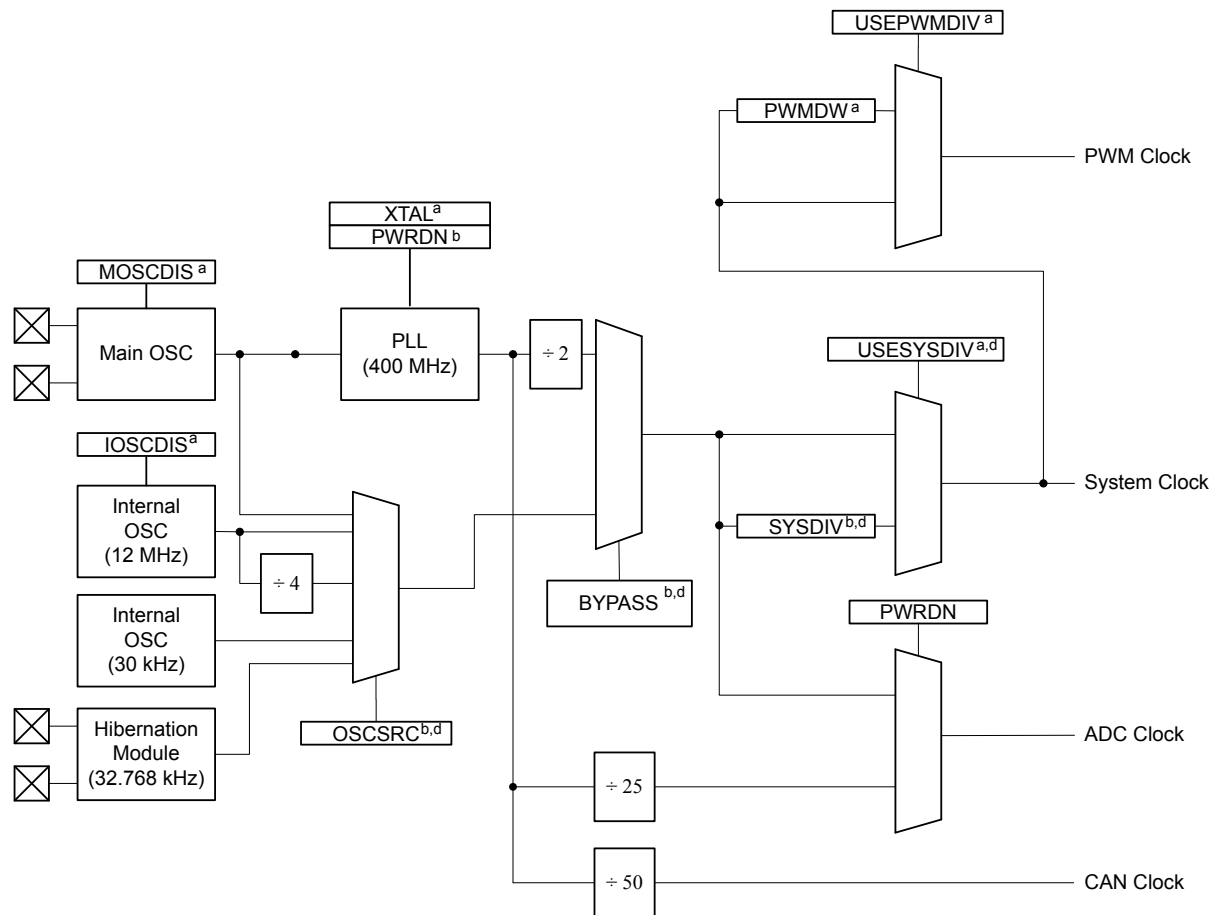 USEPWMDIV a
PWMDW a
PWM Clock
XTAL a
PWRDN b
MOSCDIS a
Main OSC
PLL
(400 MHz)
÷ 2
USESYSDIV a,d
IOSCDIS a
Internal
OSC
(12 MHz)
÷ 4
System Clock
SYSDIV b,d
BYPASS b,d
Internal
OSC
(30 kHz)
PWRDN
OSCSRC b,d
Hibernation
Module
(32.768 kHz)
ADC Clock
÷ 25
÷ 50
CAN Clock